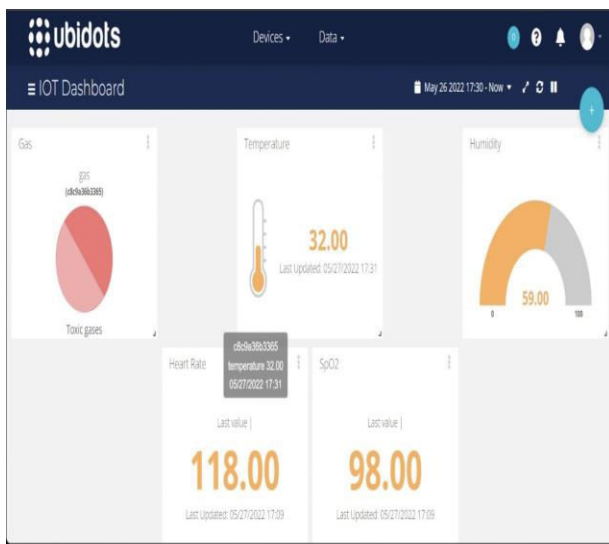 ubidots
Devices
Data
0
?
IOT Dashboard
May 26 2022 17:30 - Now
+
Gas
gas
(c8c9a36b3365)
Toxic gases
Temperature
32.00
Last Updated: 05/27/2022 17:31
Humidity
59.00
0
100
c8c9a36b3365
temperature 32.00
05/27/2022 17:31
Heart Rate
Last value |
118.00
Last Updated: 05/27/2022 17:09
SpO2
Last value |
98.00
Last Updated: 05/27/2022 17:09